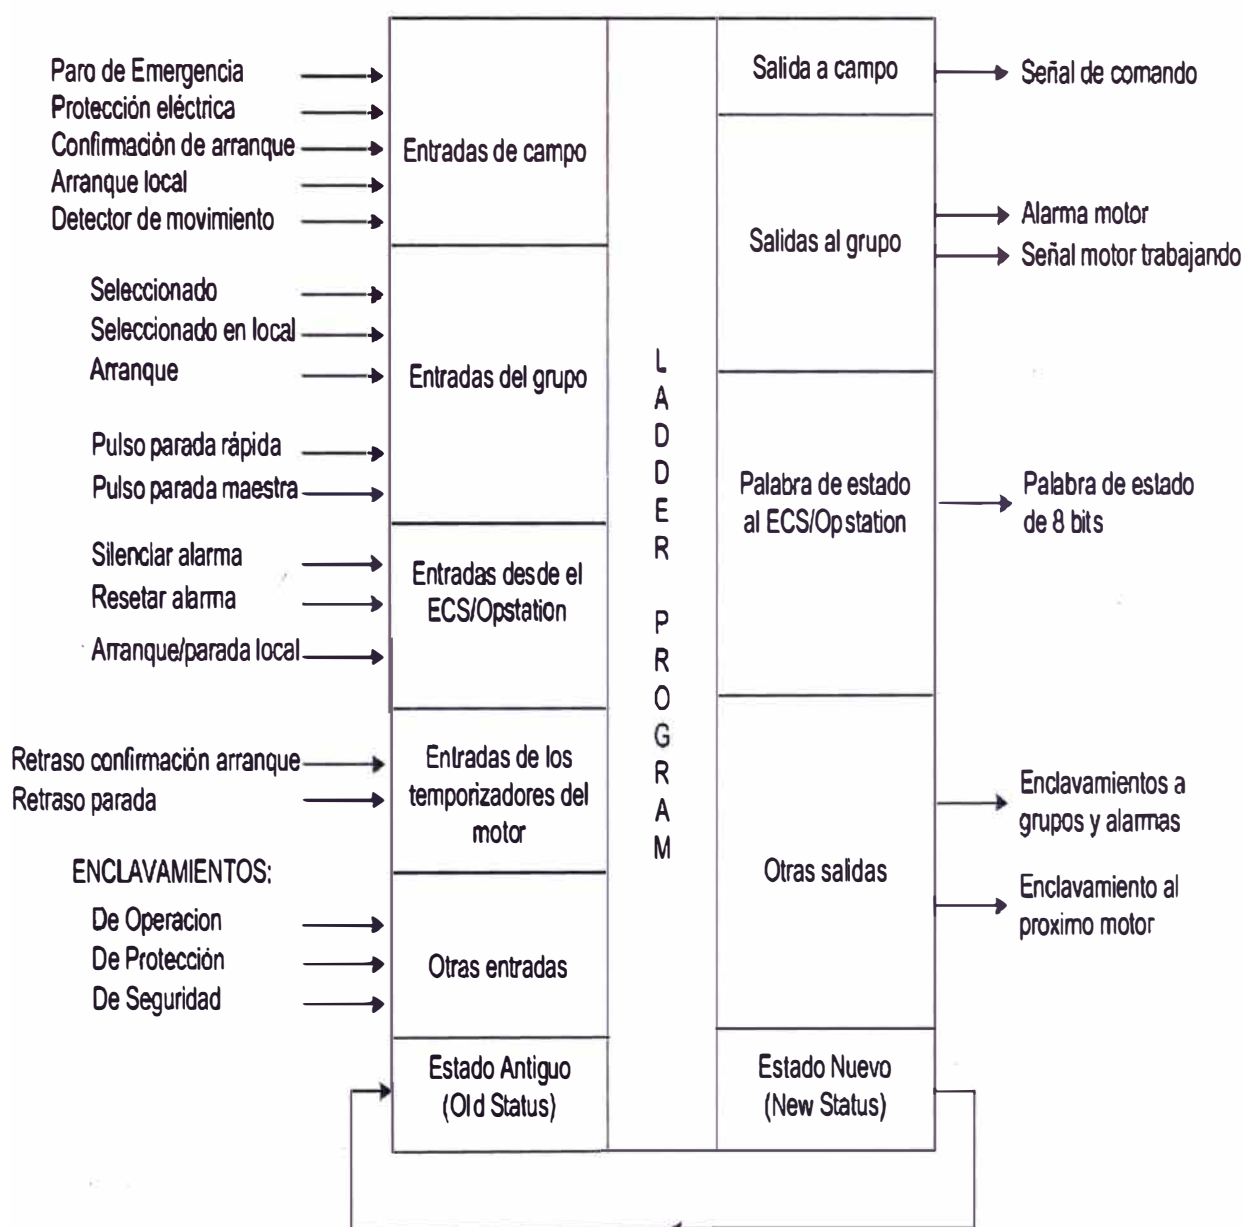 Paro de Emergencia
Protección eléctrica
Confirmación de arranque
Arranque local
Detector de movimiento
Entradas de campo
Seleccionado
Seleccionado en local
Arranque
Pulso parada rápida
Pulso parada maestra
Entradas del grupo
Silenciar alarma
Resetar alarma
Arranque/parada local
Entradas desde el
ECS/Opstation
Retraso confirmación arranque
Retraso parada
Entradas de los
temporizadores del
motor
ENCLAVAMIENTOS:
De Operacion
De Protección
De Seguridad
Otras entradas
Estado Antiguo
(Old Status)
LADDER PROGRAM
Salida a campo
Señal de comando
Salidas al grupo
Alarma motor
Señal motor trabajando
Palabra de estado
al ECS/Opstation
Palabra de estado
de 8 bits
Otras salidas
Enclavamientos a
grupos y alarmas
Enclavamiento al
proximo motor
Estado Nuevo
(New Status)